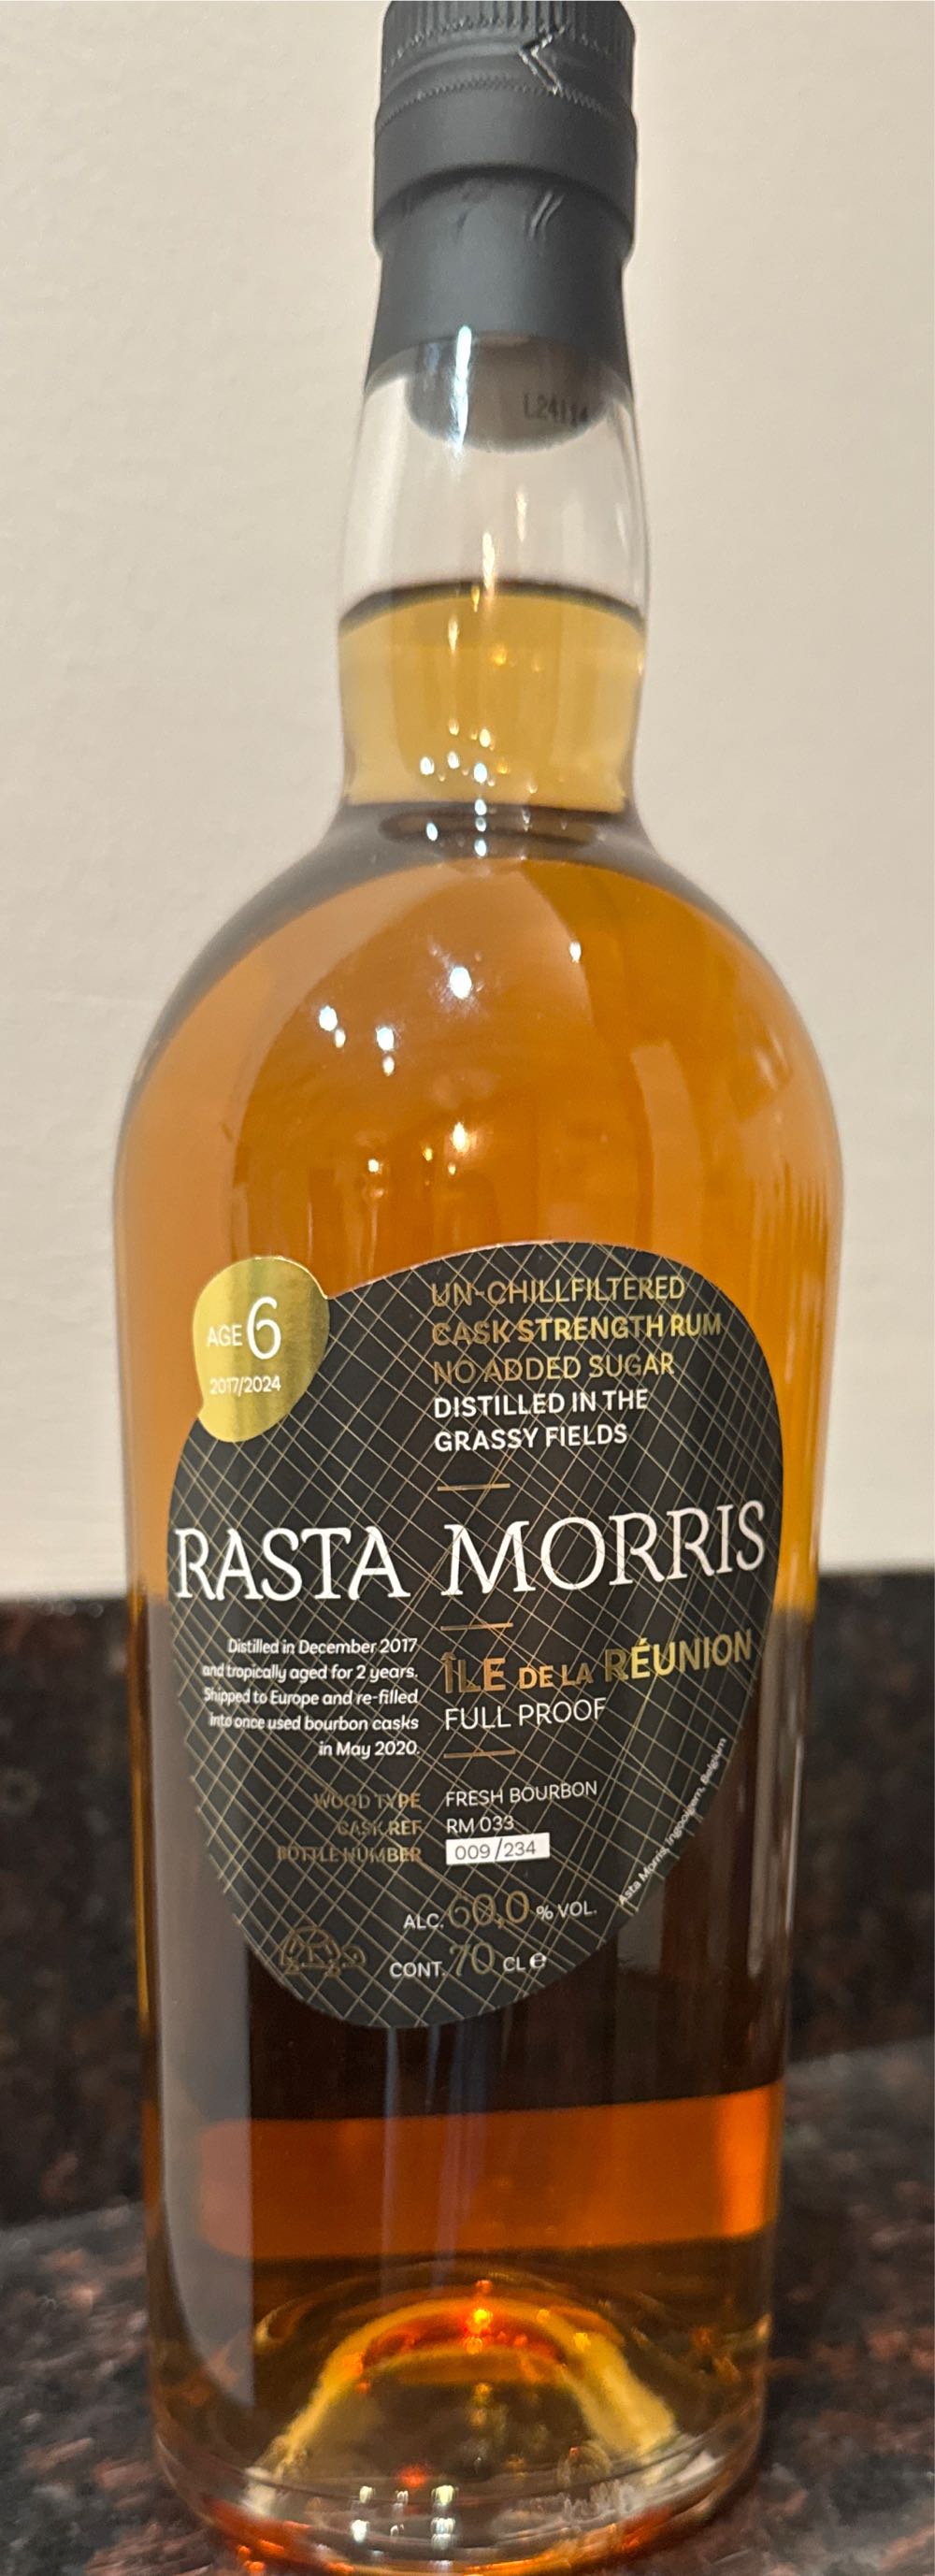 L24114
AGE 6
2017/2024
UN-CHILLFILTERED
CASK STRENGTH RUM
NO ADDED SUGAR
DISTILLED IN THE
GRASSY FIELDS
RASTA MORRIS
Distilled in December 2017
and tropically aged for 2 years.
Shipped to Europe and re-filled
into once used bourbon casks
in May 2020.
ÎLE DE LA RÉUNION
FULL PROOF
WOOD TYPE FRESH BOURBON
CASK REF. RM 033
BOTTLE NUMBER 009/234
ALC. 60,0 % VOL.
CONT. 70 CL e
Asta Morris, Belgium